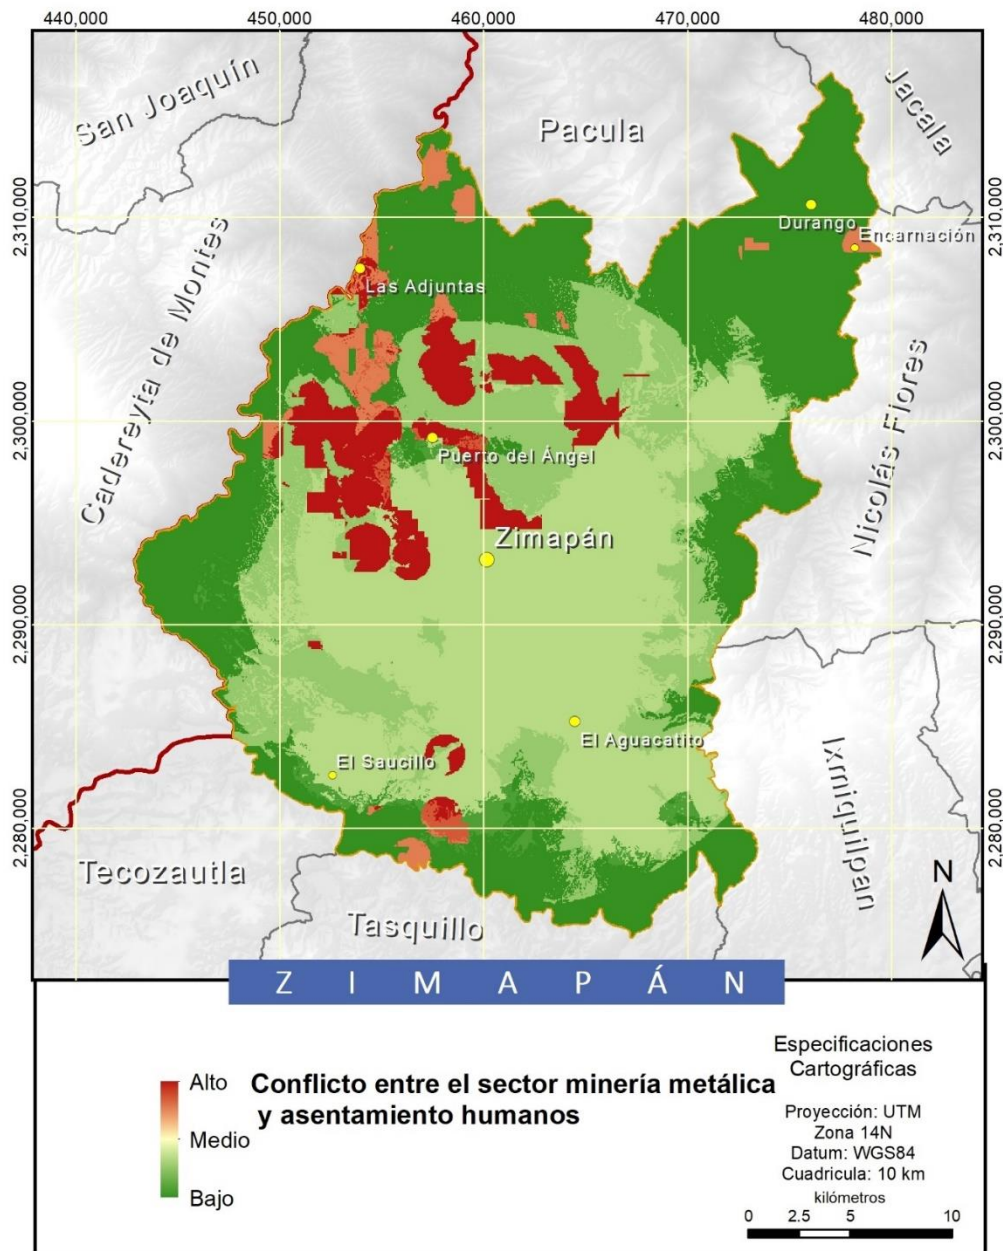 440,000
450,000
460,000
470,000
480,000
San Joaquín
Pacula
Jacala
2,310,000
2,310,000
Durango
Encarnación
Las Adjuntas
Cadereyta de Montes
2,300,000
2,300,000
Puerto del Ángel
Nicolás Flores
Zimapán
2,290,000
2,290,000
El Aguacatito
El Saucillo
Ixmiquilpan
2,280,000
2,280,000
Tecozautla
Tasquillo
N
Z I M A P Á N
Alto
Medio
Bajo
Conflicto entre el sector minería metálica
y asentamiento humanos
Especificaciones
Cartográficas
Proyección: UTM
Zona 14N
Datum: WGS84
Cuadricula: 10 km
kilómetros
0 2.5 5 10